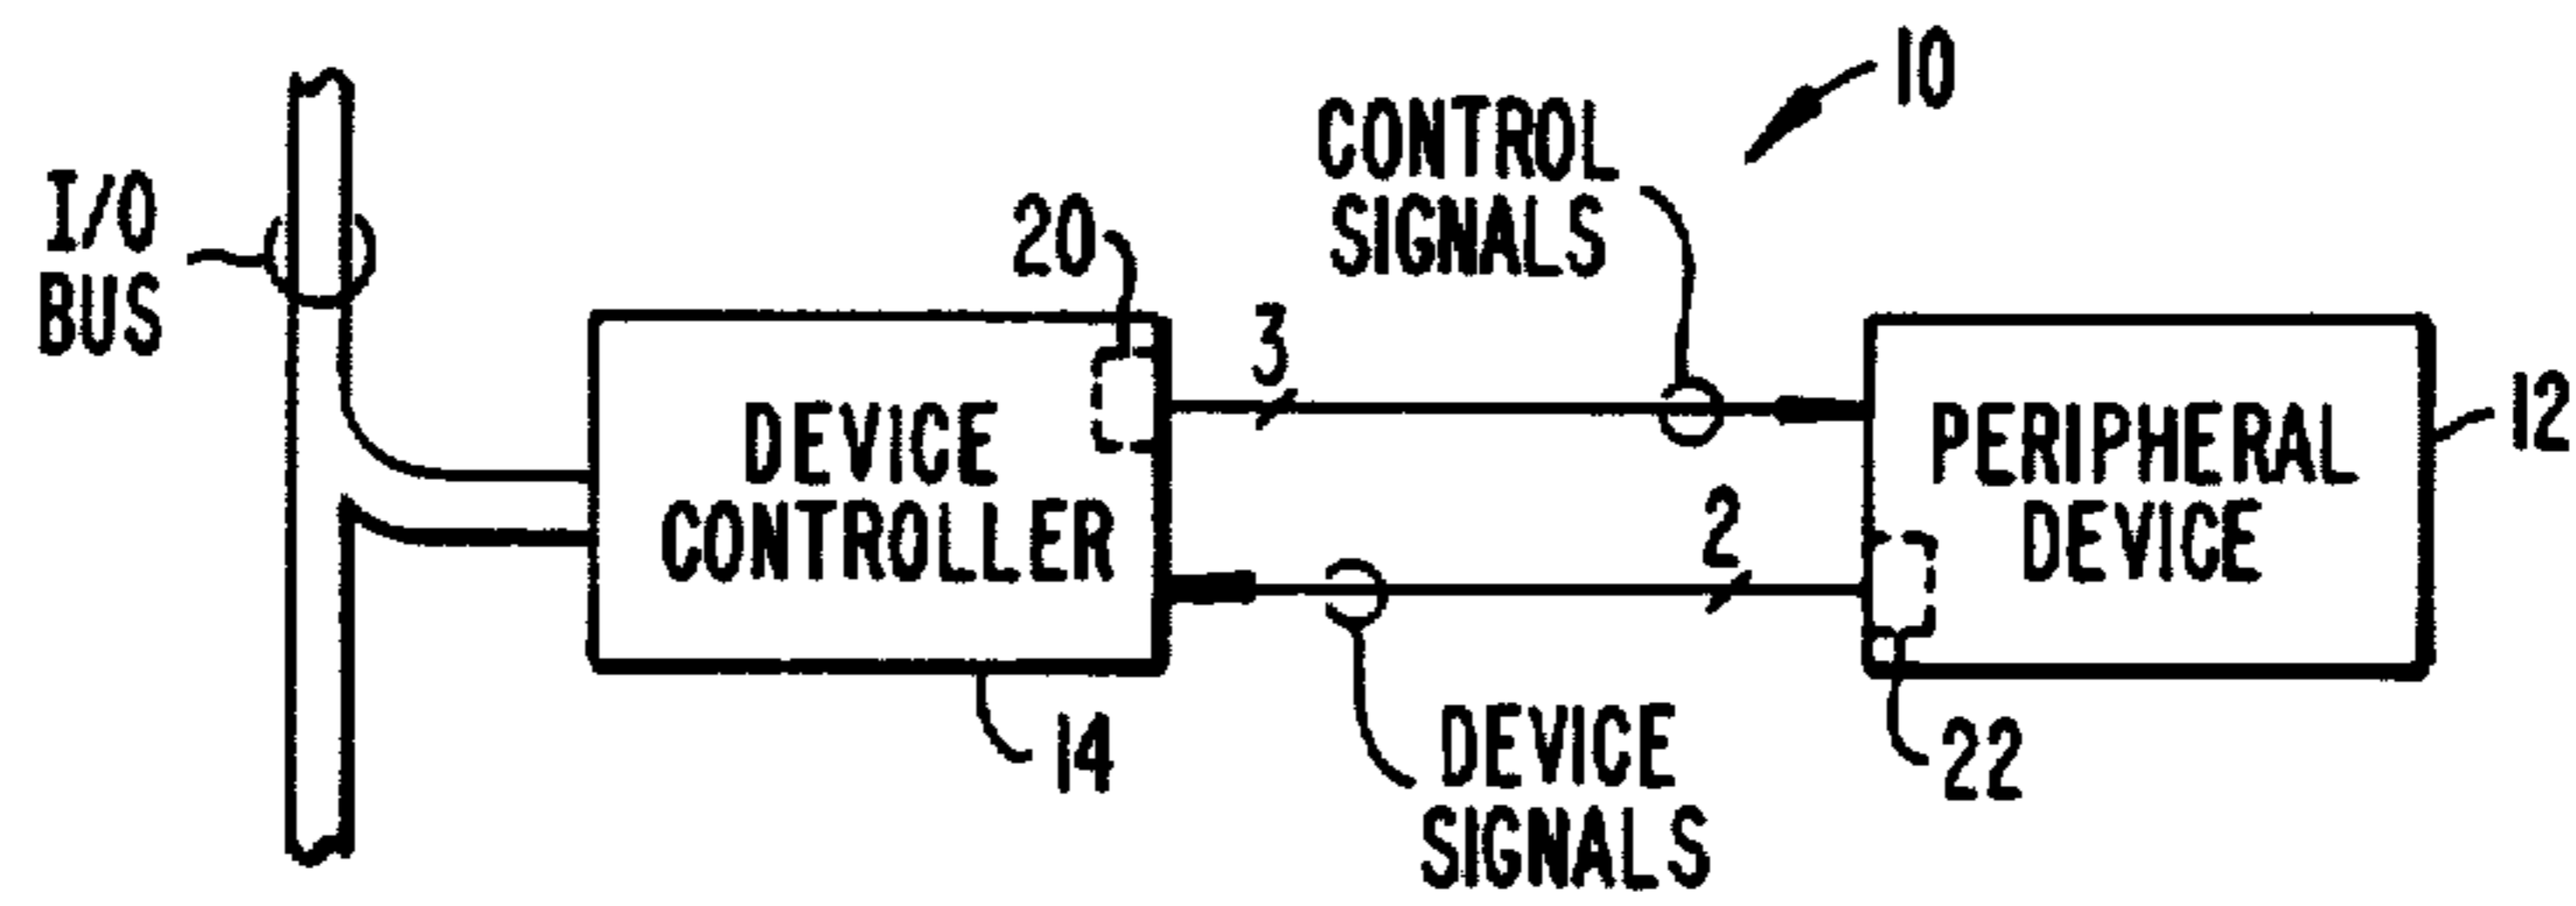 10
CONTROL
SIGNALS
I/O
BUS
20
3
DEVICE
CONTROLLER
PERIPHERAL
DEVICE
12
2
14
DEVICE
SIGNALS
22